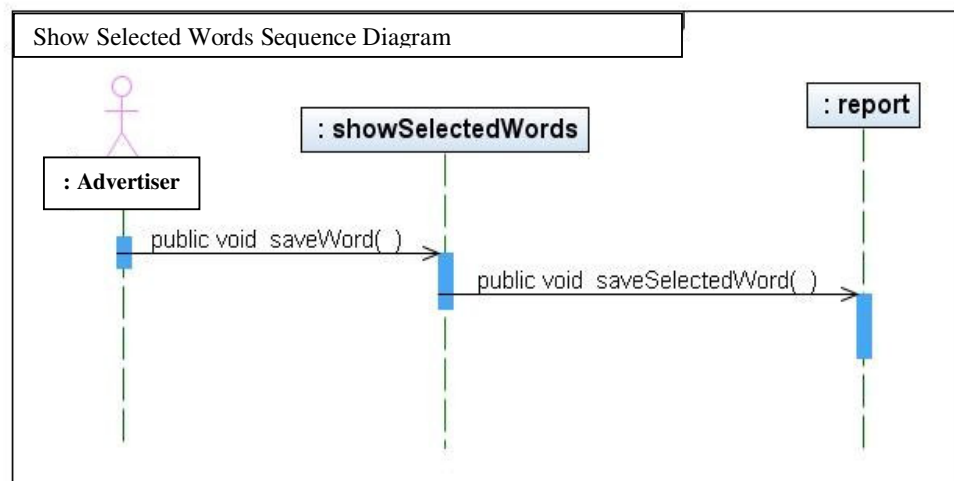 Show Selected Words Sequence Diagram
: report
: showSelectedWords
: Advertiser
public void saveWord( )
public void saveSelectedWord( )